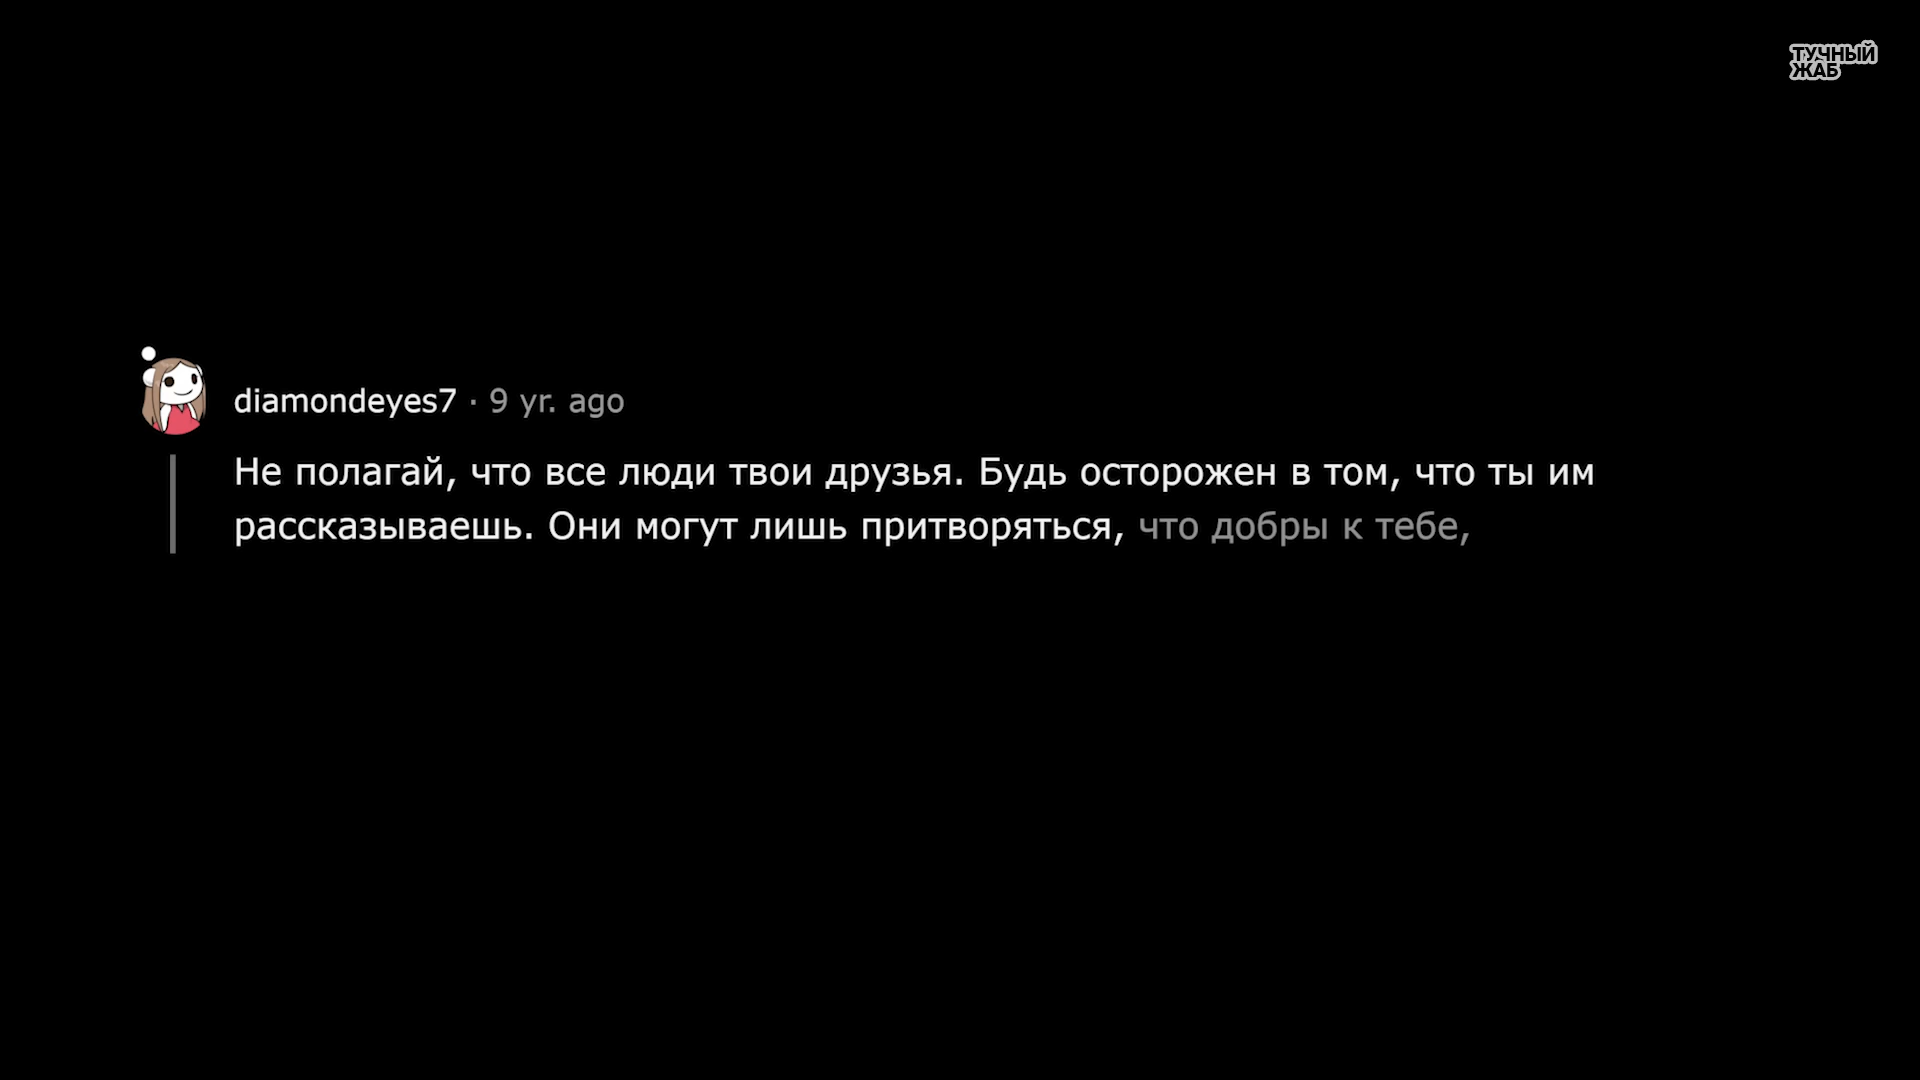 ТУЧНЫЙ
ЖАБ
diamondeyes7 · 9 yr. ago
Не полагай, что все люди твои друзья. Будь осторожен в том, что ты им
рассказываешь. Они могут лишь притворяться, что добры к тебе,